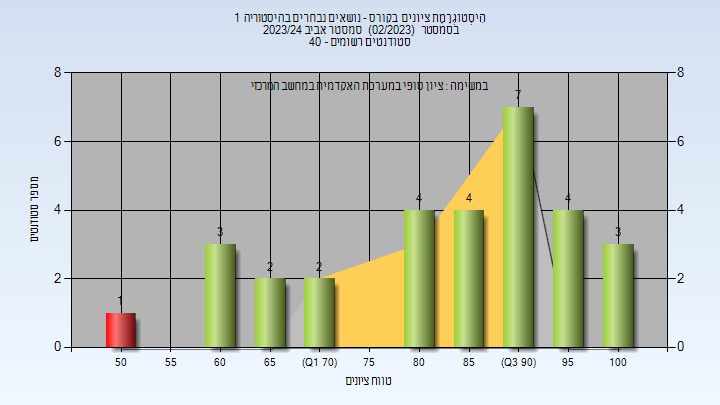 היסטוגרמת ציונים בקורס - נושאים נבחרים בהיסטוריה 1
בסמסטר (02/2023) סמסטר אביב 2023/24
סטודנטים רשומים - 40
במשימה : ציון סופי במערכת האקדמית במחשב המרכזי
8 8
6 6
4 4
2 2
0 0
מספר סטודנטים
1 3 2 2 4 4 7 4 3
50 55 60 65 (Q1 70) 75 80 85 (Q3 90) 95 100
טווח ציונים